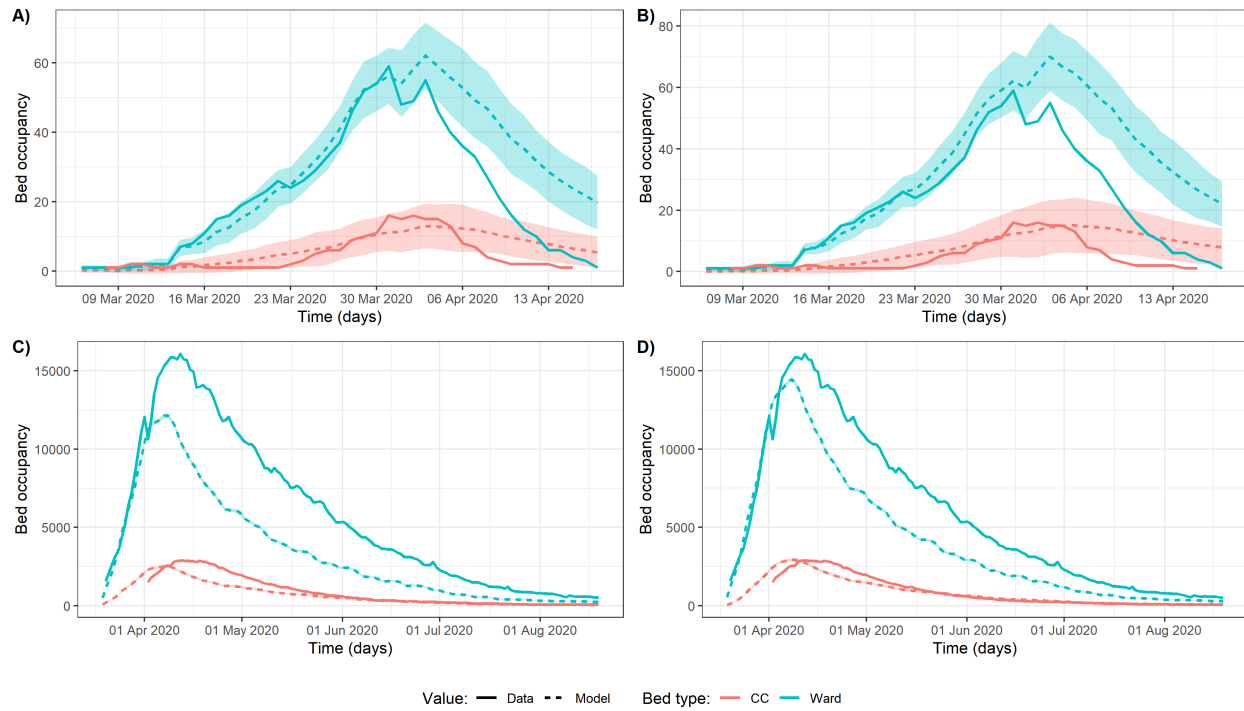 A)
Bed occupancy
60
40
20
0
09 Mar 2020 16 Mar 2020 23 Mar 2020 30 Mar 2020 06 Apr 2020 13 Apr 2020
Time (days)
B)
Bed occupancy
80
60
40
20
0
09 Mar 2020 16 Mar 2020 23 Mar 2020 30 Mar 2020 06 Apr 2020 13 Apr 2020
Time (days)
C)
Bed occupancy
15000
10000
5000
0
01 Apr 2020 01 May 2020 01 Jun 2020 01 Jul 2020 01 Aug 2020
Time (days)
D)
Bed occupancy
15000
10000
5000
0
01 Apr 2020 01 May 2020 01 Jun 2020 01 Jul 2020 01 Aug 2020
Time (days)
Value: Data Model Bed type: CC Ward